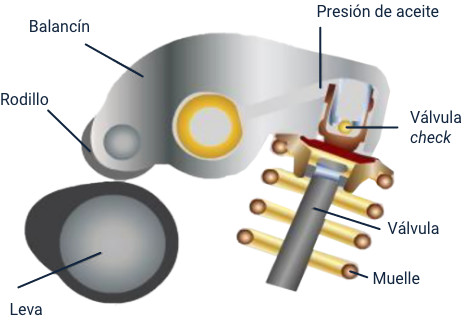 Presión de aceite
Balancín
Rodillo
Válvula
check
Válvula
Muelle
Leva